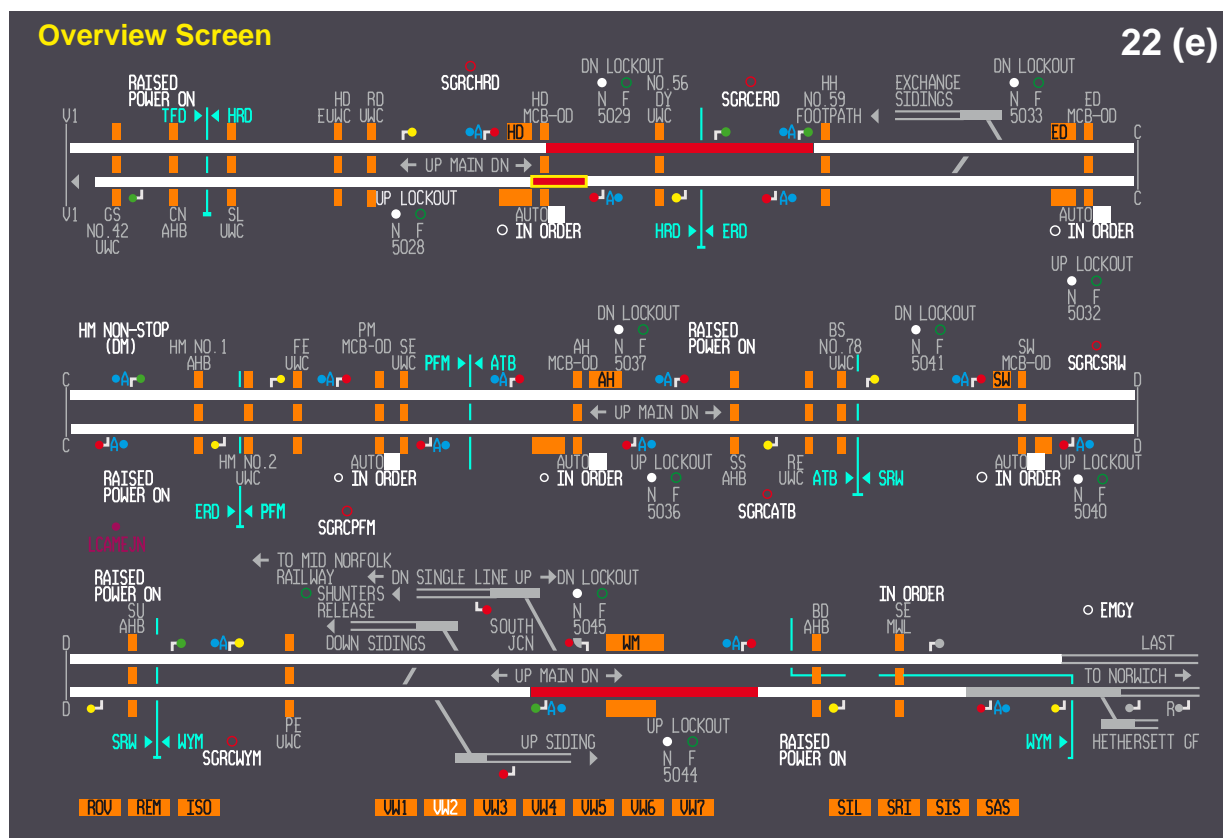 Overview Screen
22 (e)
DN LOCKOUT
DN LOCKOUT
RAISED
POWER ON
SGRCHRD
NO.56
SGRCERD
HH
EXCHANGE
SIDINGS
V1
TFD HRD
HD
EUWC
RD
UWC
HD
MCB-OD
N F
5029
DY
UWC
NO.59
FOOTPATH
N F
5033
ED
MCB-OD
C
A
HD
A
ED
← UP MAIN DN →
V1
GS
NO.42
UWC
CN
AHB
SL
UWC
UP LOCKOUT
N F
5028
AUTO
IN ORDER
A
HRD ERD
A
AUTO
IN ORDER
C
UP LOCKOUT
N F
5032
HM NON-STOP
(DM)
HM NO.1
AHB
FE
UWC
PM
MCB-OD
SE
UWC
PFM ATB
AH
MCB-OD
DN LOCKOUT
N F
5037
RAISED
POWER ON
BS
NO.78
UWC
DN LOCKOUT
N F
5041
SW
MCB-OD
SGRCSRW
C
A
A
A
AH
A
A
SW
D
← UP MAIN DN →
C
A
A
A
A
D
RAISED
POWER ON
HM NO.2
UWC
AUTO
IN ORDER
AUTO
IN ORDER
UP LOCKOUT
N F
5036
SS
AHB
RE
UWC
ATB SRW
AUTO
IN ORDER
UP LOCKOUT
N F
5040
ERD PFM
SGRCPFM
SGRCATB
LCAMEJN
← TO MID NORFOLK
RAILWAY
← DN SINGLE LINE UP →
DN LOCKOUT
RAISED
POWER ON
SHUNTERS
RELEASE
N F
5045
IN ORDER
EMGY
SU
AHB
SOUTH
JCN
BD
AHB
SE
MWL
D
A
DOWN SIDINGS
WM
A
LAST
← UP MAIN DN →
TO NORWICH →
D
A
A
R
SRW WYM
SGRCWYM
PE
UWC
UP SIDING
UP LOCKOUT
N F
5044
RAISED
POWER ON
WYM
HETHERSETT GF
ROV REM ISO VW1 VW2 VW3 VW4 VW5 VW6 VW7 SIL SRI SIS SAS